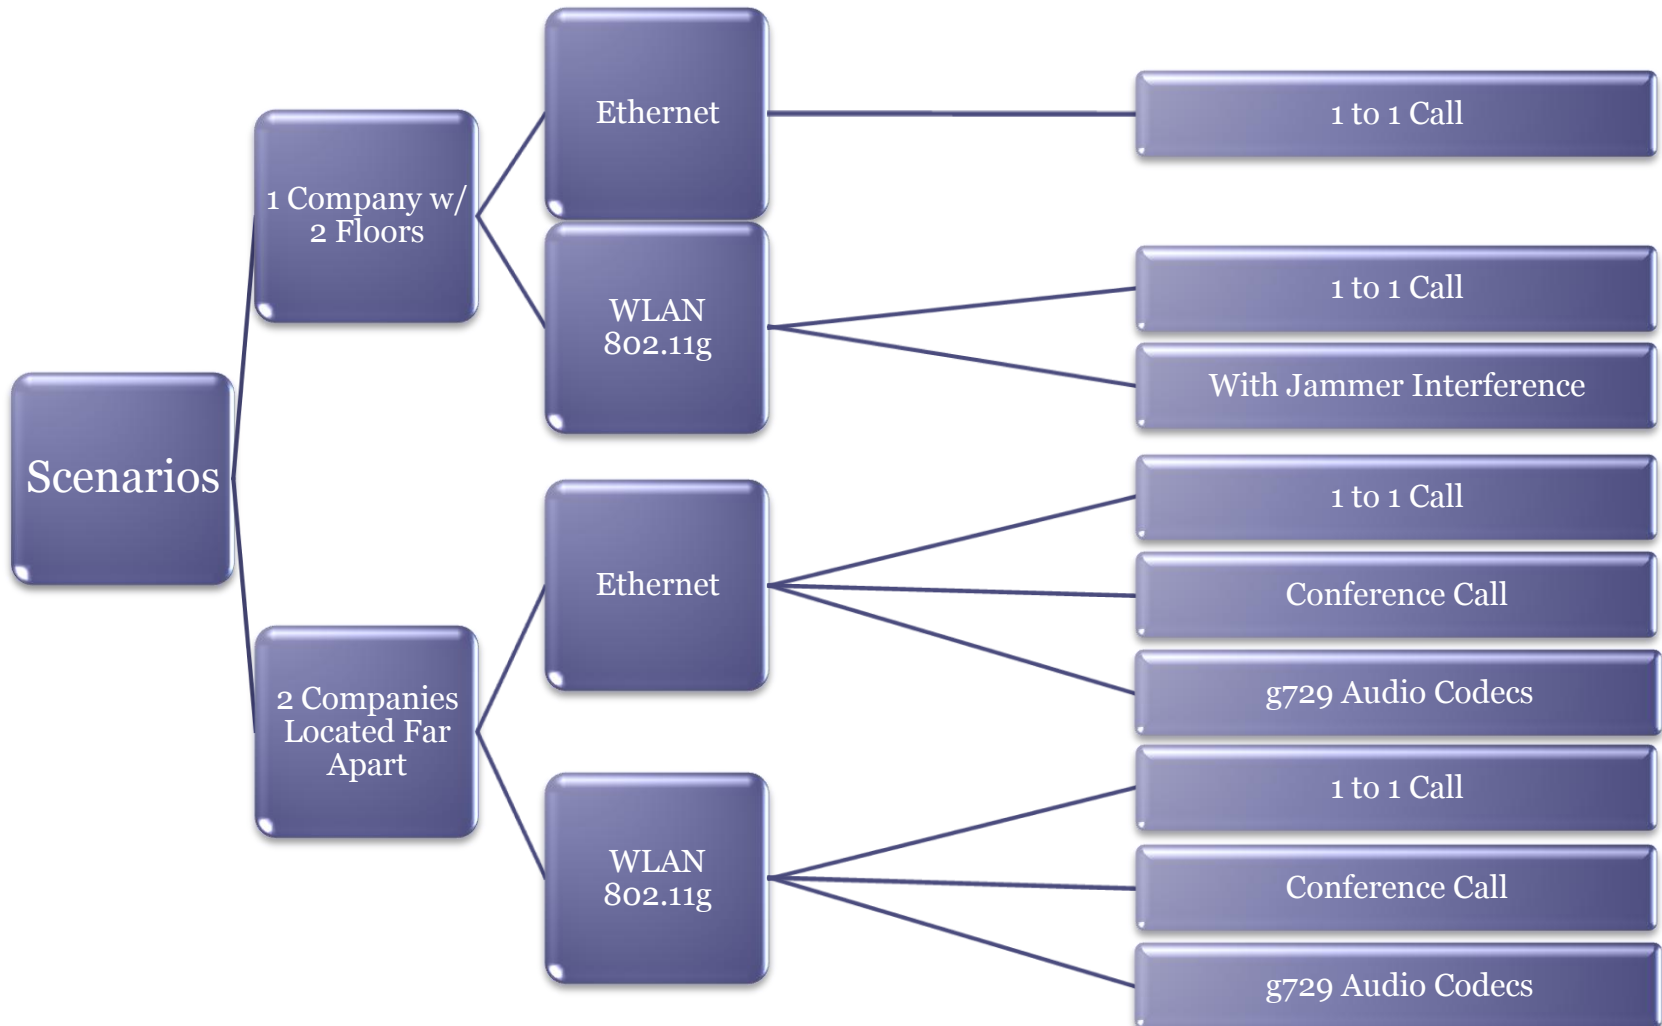 Scenarios
1 Company w/
2 Floors
Ethernet
1 to 1 Call
WLAN
802.11g
1 to 1 Call
With Jammer Interference
2 Companies
Located Far
Apart
Ethernet
1 to 1 Call
Conference Call
g729 Audio Codecs
WLAN
802.11g
1 to 1 Call
Conference Call
g729 Audio Codecs